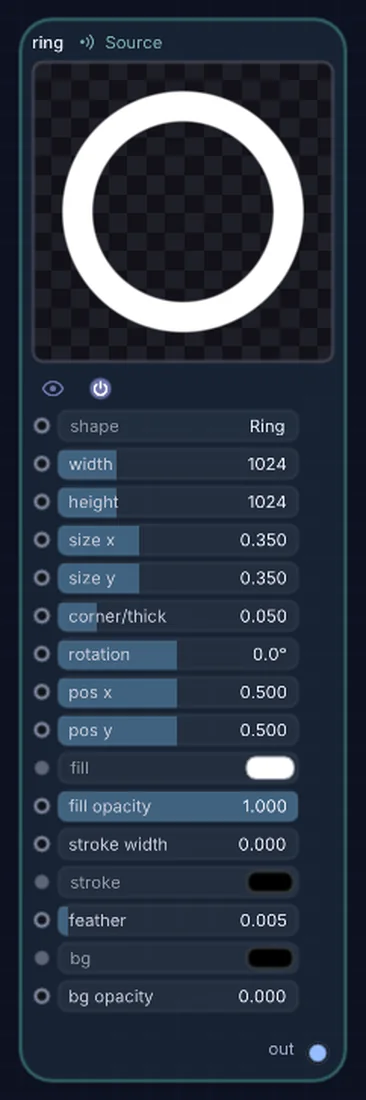 ring Source
shape Ring
width 1024
height 1024
size x 0.350
size y 0.350
corner/thick 0.050
rotation 0.0°
pos x 0.500
pos y 0.500
fill
fill opacity 1.000
stroke width 0.000
stroke
feather 0.005
bg
bg opacity 0.000
out